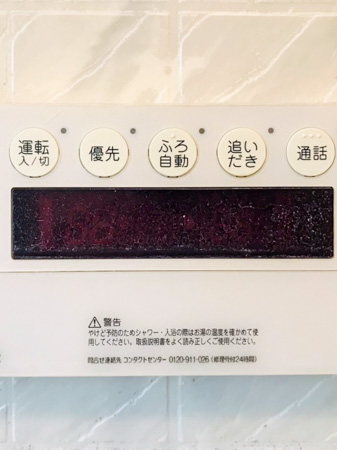 運転
入/切
優先
ふろ
自動
追い
だき
通話
警告
やけど予防のためシャワー・入浴の際はお湯の温度を確かめて使
用してください。取扱説明書をよく読み正しくご使用ください。
問合せ連絡先 コンタクトセンター 0120-911-026 (修理受付24時間)